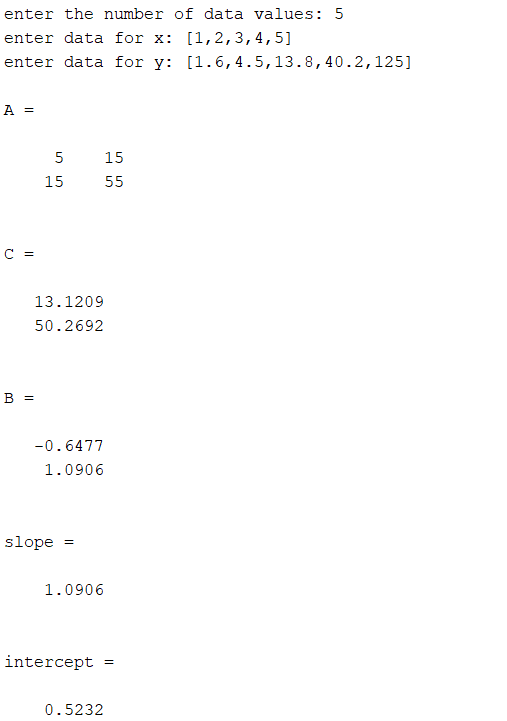 enter the number of data values: 5
enter data for x: [1,2,3,4,5]
enter data for y: [1.6,4.5,13.8,40.2,125]
A =
5 15
15 55
C =
13.1209
50.2692
B =
-0.6477
1.0906
slope =
1.0906
intercept =
0.5232